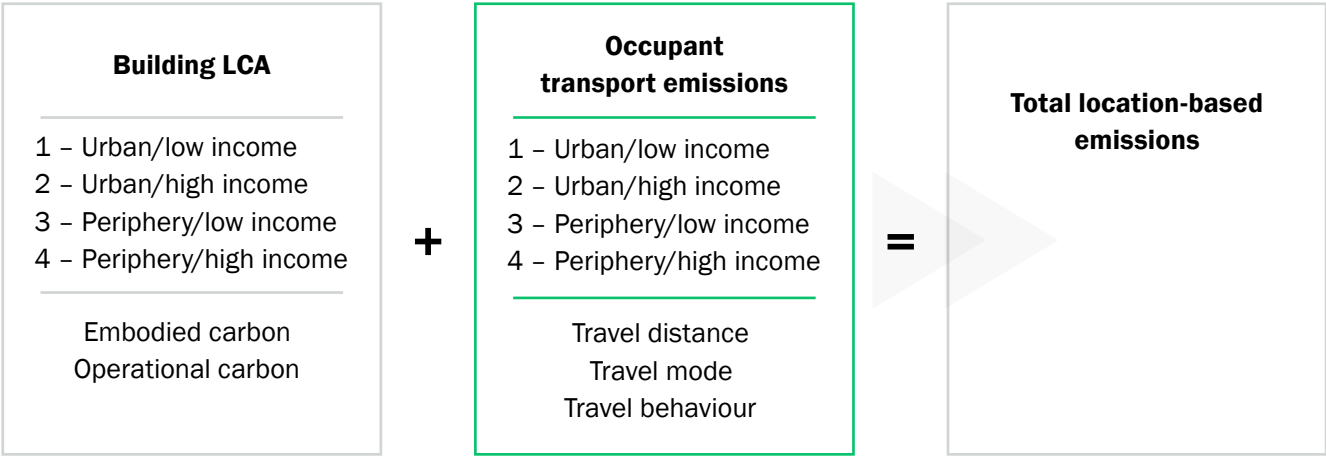 Building LCA
1 – Urban/low income
2 – Urban/high income
3 – Periphery/low income
4 – Periphery/high income
Embodied carbon
Operational carbon
+
Occupant
transport emissions
1 – Urban/low income
2 – Urban/high income
3 – Periphery/low income
4 – Periphery/high income
Travel distance
Travel mode
Travel behaviour
=
Total location-based
emissions